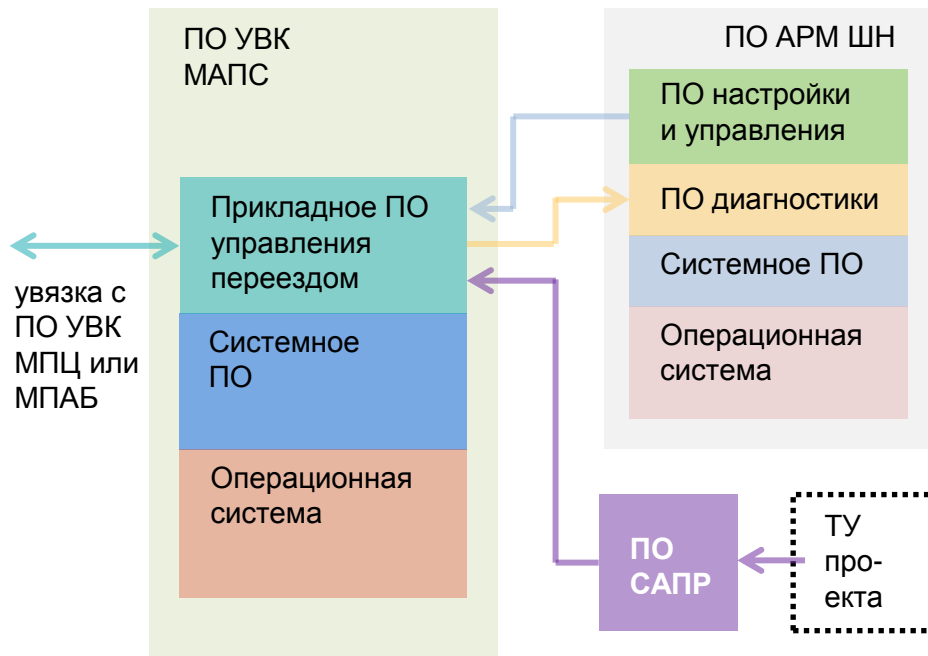 ПО УВК
МАПС
Прикладное ПО
управления
переездом
Системное
ПО
Операционная
система
увязка с
ПО УВК
МПЦ или
МПАБ
ПО АРМ ШН
ПО настройки
и управления
ПО диагностики
Системное ПО
Операционная
система
ПО
САПР
ТУ
про-
екта